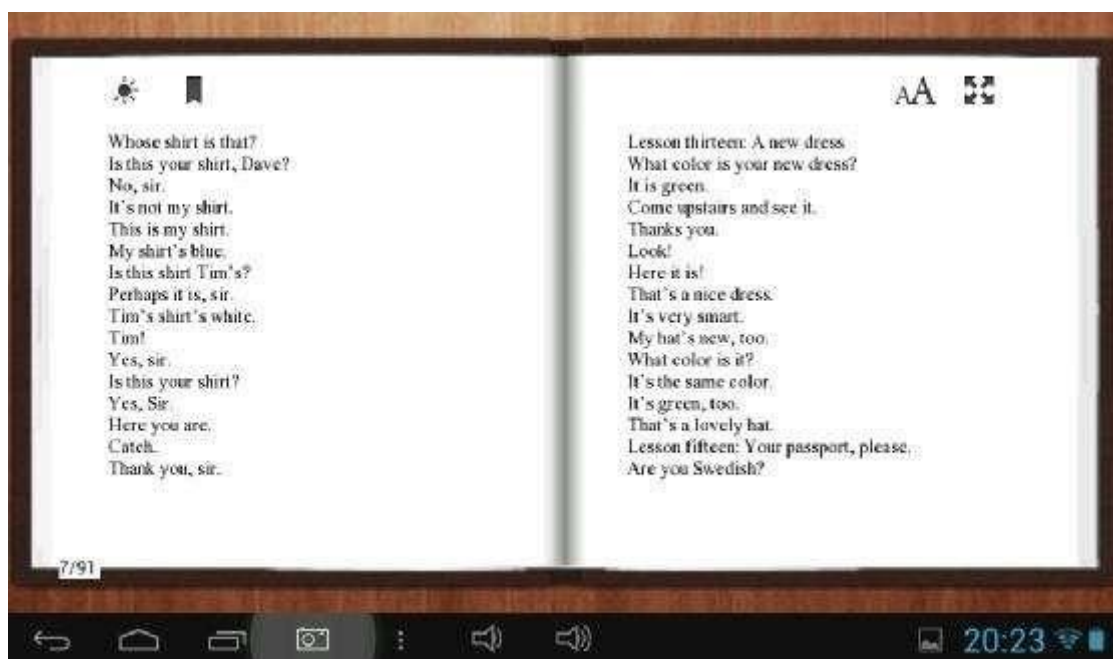 AA
Whose shirt is that?
Is this your shirt, Dave?
No, sir.
It's not my shirt.
This is my shirt.
My shirt's blue.
Is this shirt Tim's?
Perhaps it is, sir.
Tim's shirt's white.
Tim!
Yes, sir.
Is this your shirt?
Yes, Sir.
Here you are.
Catch.
Thank you, sir.
Lesson thirteen: A new dress
What color is your new dress?
It is green.
Come upstairs and see it.
Thanks you.
Look!
Here it is!
That's a nice dress.
It's very smart.
My hat's new, too.
What color is it?
It's the same color.
It's green, too.
That's a lovely hat.
Lesson fifteen: Your passport, please.
Are you Swedish?
7/91
20:23